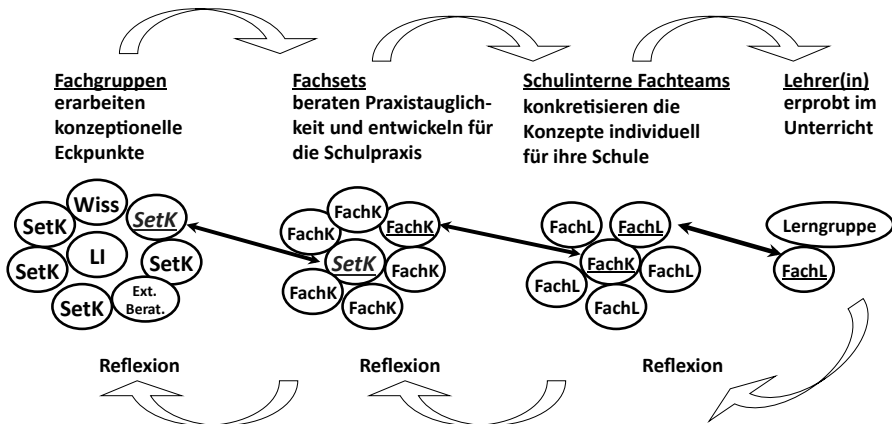 Fachgruppen
erarbeiten
konzeptionelle
Eckpunkte
Fachsets
beraten Praxistauglich-
keit und entwickeln für
die Schulpraxis
Schulinterne Fachteams
konkretisieren die
Konzepte individuell
für ihre Schule
Lehrer(in)
erprobt im
Unterricht
Wiss
SetK
SetK
LI
SetK
SetK
SetK
Ext.
Berat.
FachK
FachK
FachK
SetK
FachK
FachK
FachK
FachL
FachL
FachK
FachL
FachL
FachL
Lerngruppe
FachL
Reflexion
Reflexion
Reflexion